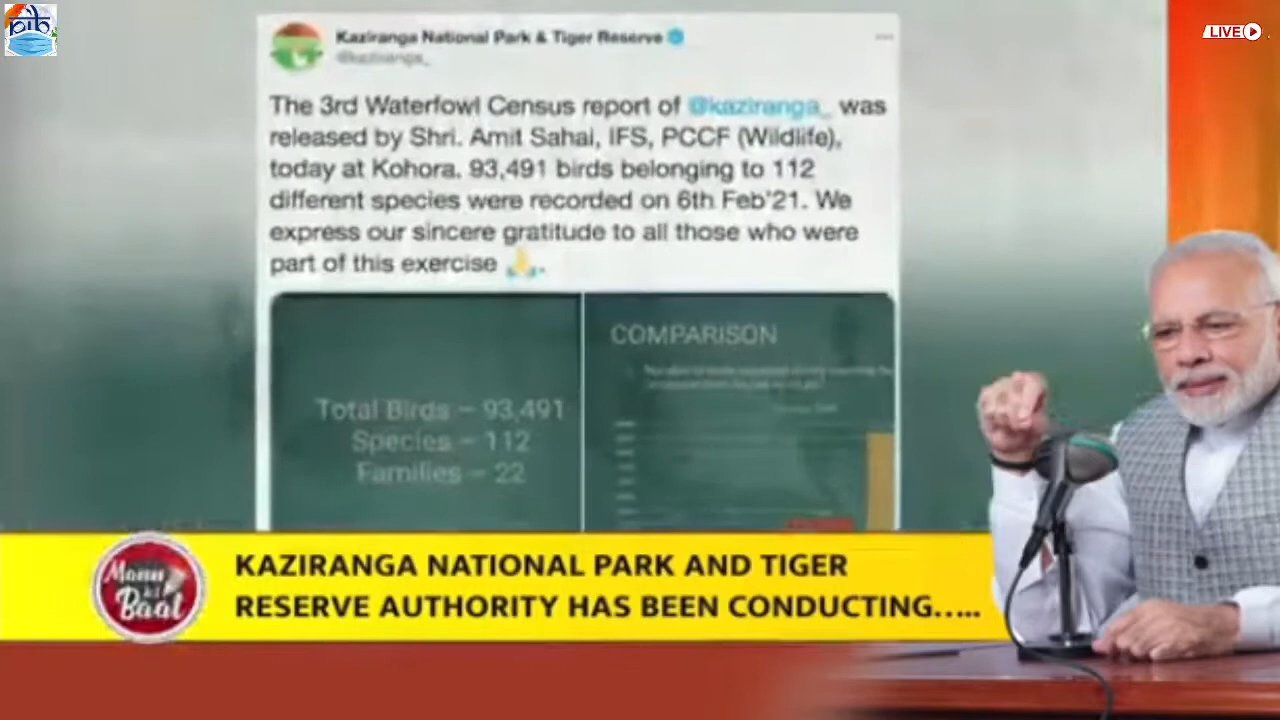 pib
LIVE
Kaziranga National Park & Tiger Reserve
@kaziranga_
The 3rd Waterfowl Census report of @kaziranga_ was
released by Shri. Amit Sahai, IFS, PCCF (Wildlife),
today at Kohora. 93,491 birds belonging to 112
different species were recorded on 6th Feb'21. We
express our sincere gratitude to all those who were
part of this exercise
COMPARISON
Total Birds – 93,491
Species – 112
Families – 22
Mann
ki
Baat
KAZIRANGA NATIONAL PARK AND TIGER
RESERVE AUTHORITY HAS BEEN CONDUCTING.....